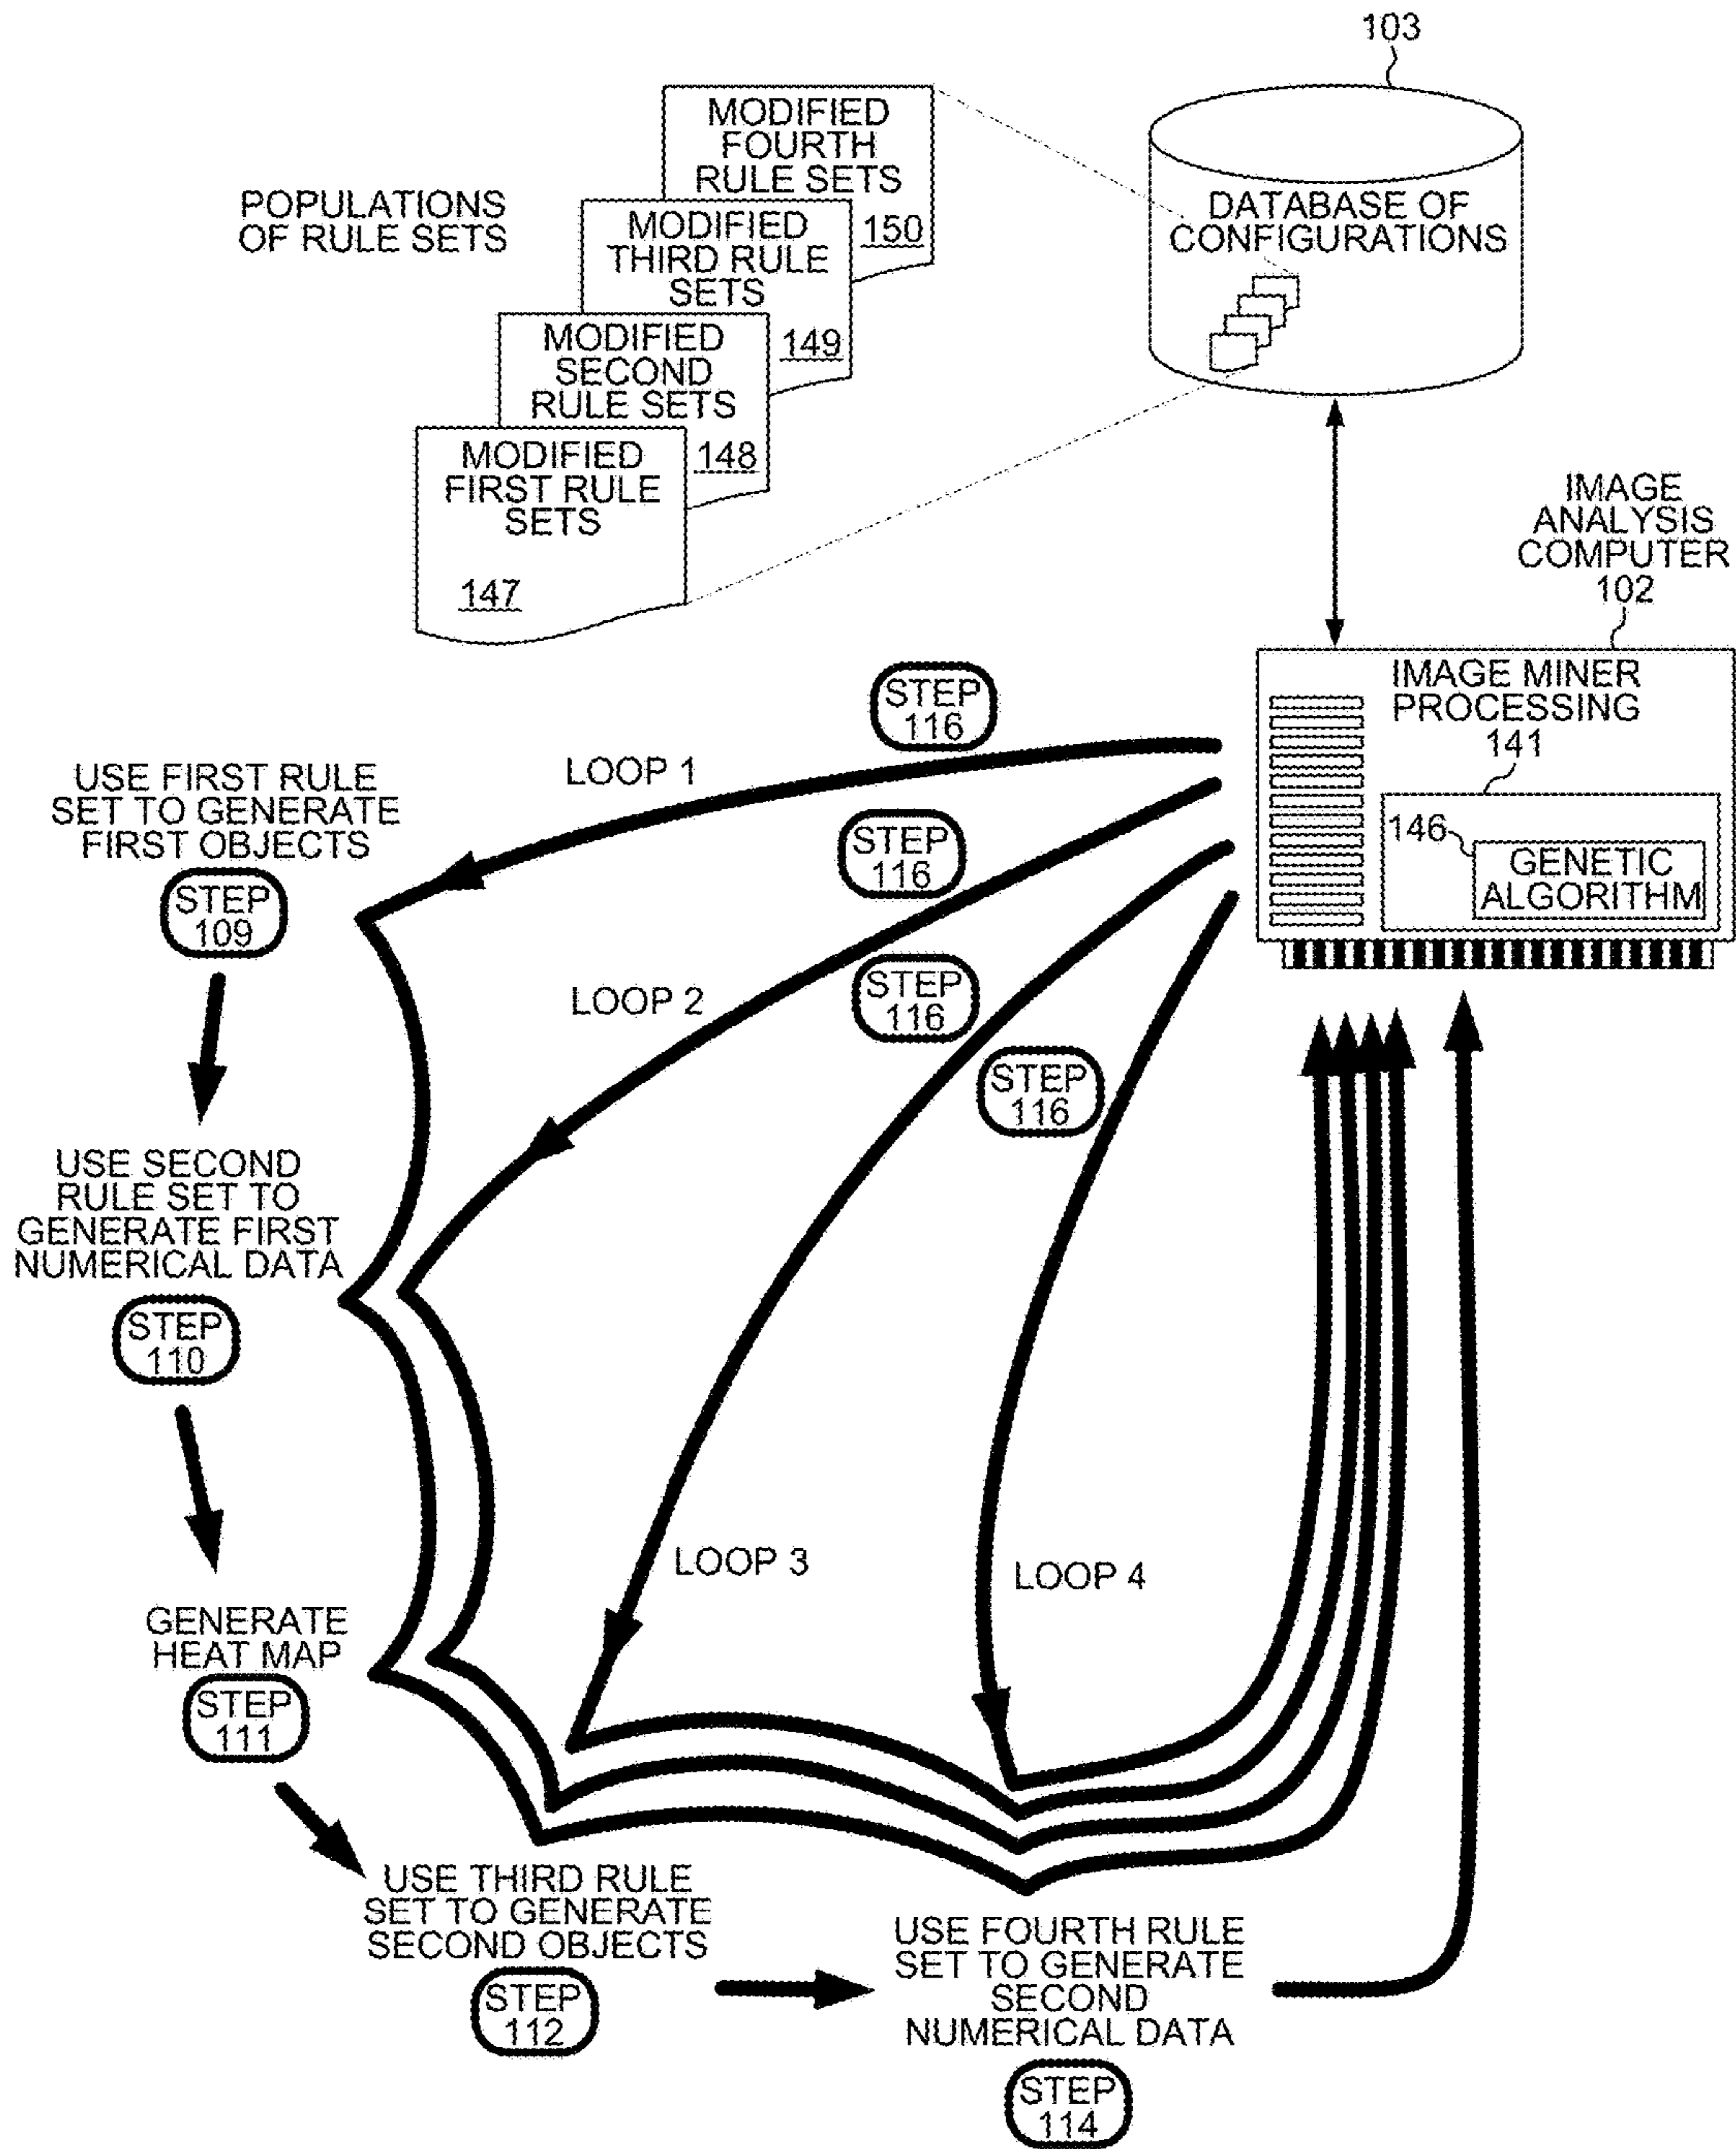 103
MODIFIED
FOURTH
RULE SETS
150
POPULATIONS
OF RULE SETS
MODIFIED
THIRD RULE
SETS
149
MODIFIED
SECOND
RULE SETS
148
MODIFIED
FIRST RULE
SETS
147
DATABASE OF
CONFIGURATIONS
IMAGE
ANALYSIS
COMPUTER
102
IMAGE MINER
PROCESSING
141
146
GENETIC
ALGORITHM
STEP
116
LOOP 1
STEP
116
LOOP 2
STEP
116
STEP
116
LOOP 3
LOOP 4
USE FIRST RULE
SET TO GENERATE
FIRST OBJECTS
STEP
109
USE SECOND
RULE SET TO
GENERATE FIRST
NUMERICAL DATA
STEP
110
GENERATE
HEAT MAP
STEP
111
USE THIRD RULE
SET TO GENERATE
SECOND OBJECTS
STEP
112
USE FOURTH RULE
SET TO GENERATE
SECOND
NUMERICAL DATA
STEP
114